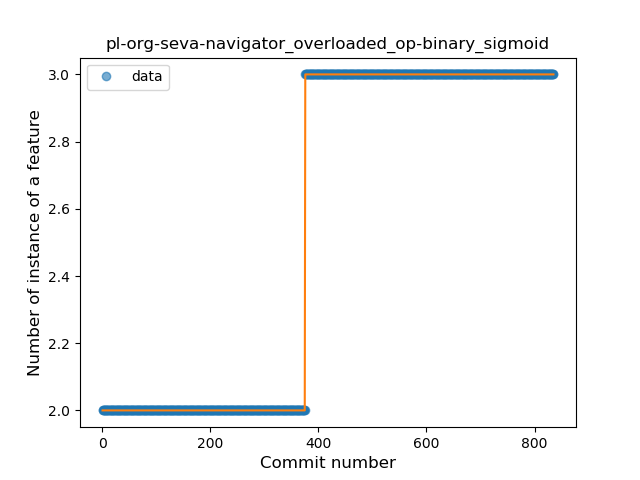 pl-org-seva-navigator_overloaded_op-binary_sigmoid
data
Number of instance of a feature
3.0
2.8
2.6
2.4
2.2
2.0
0 200 400 600 800
Commit number